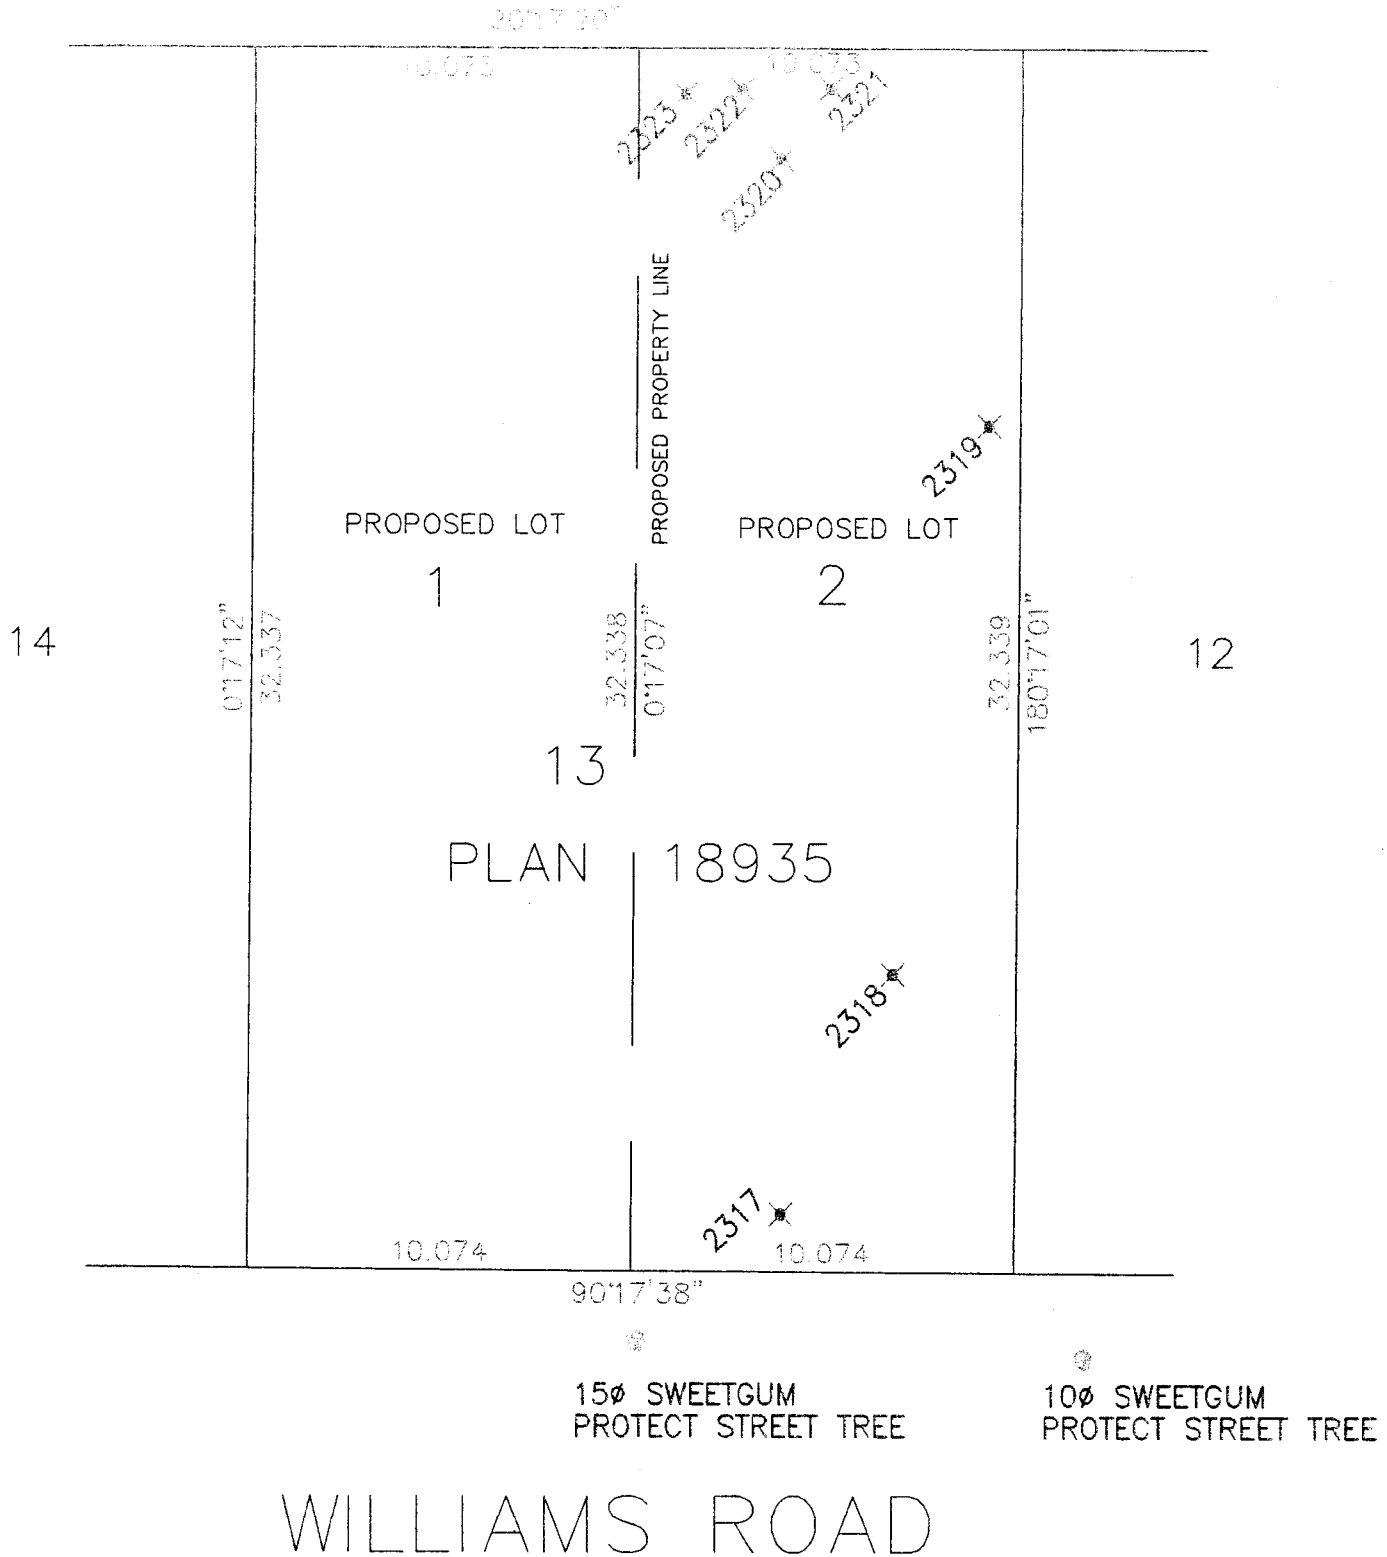 10.073
10.073
2323
2322
2321
2320
PROPOSED PROPERTY LINE
2319
PROPOSED LOT
1
PROPOSED LOT
2
14
0°17'12"
32.337
32.338
0°17'07"
32.339
180°17'01"
12
13
PLAN 18935
2318
2317
10.074
10.074
90°17'38"
15ø SWEETGUM
PROTECT STREET TREE
10ø SWEETGUM
PROTECT STREET TREE
WILLIAMS ROAD